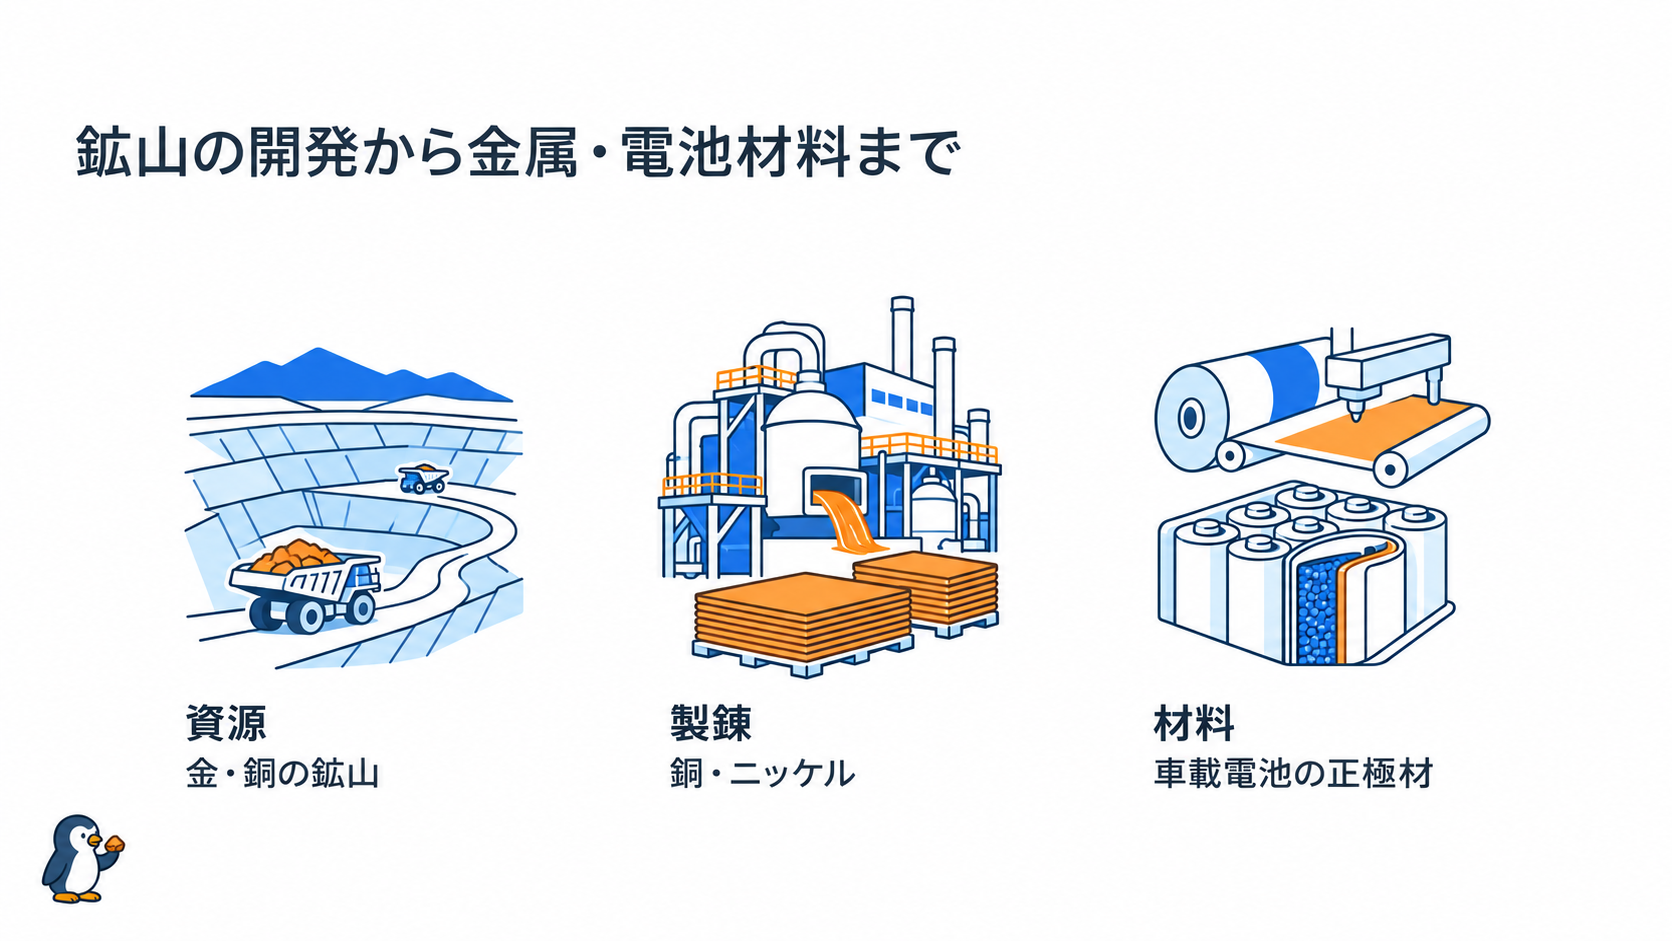 鉱山の開発から金属・電池材料まで
資源
金・銅の鉱山
製錬
銅・ニッケル
材料
車載電池の正極材